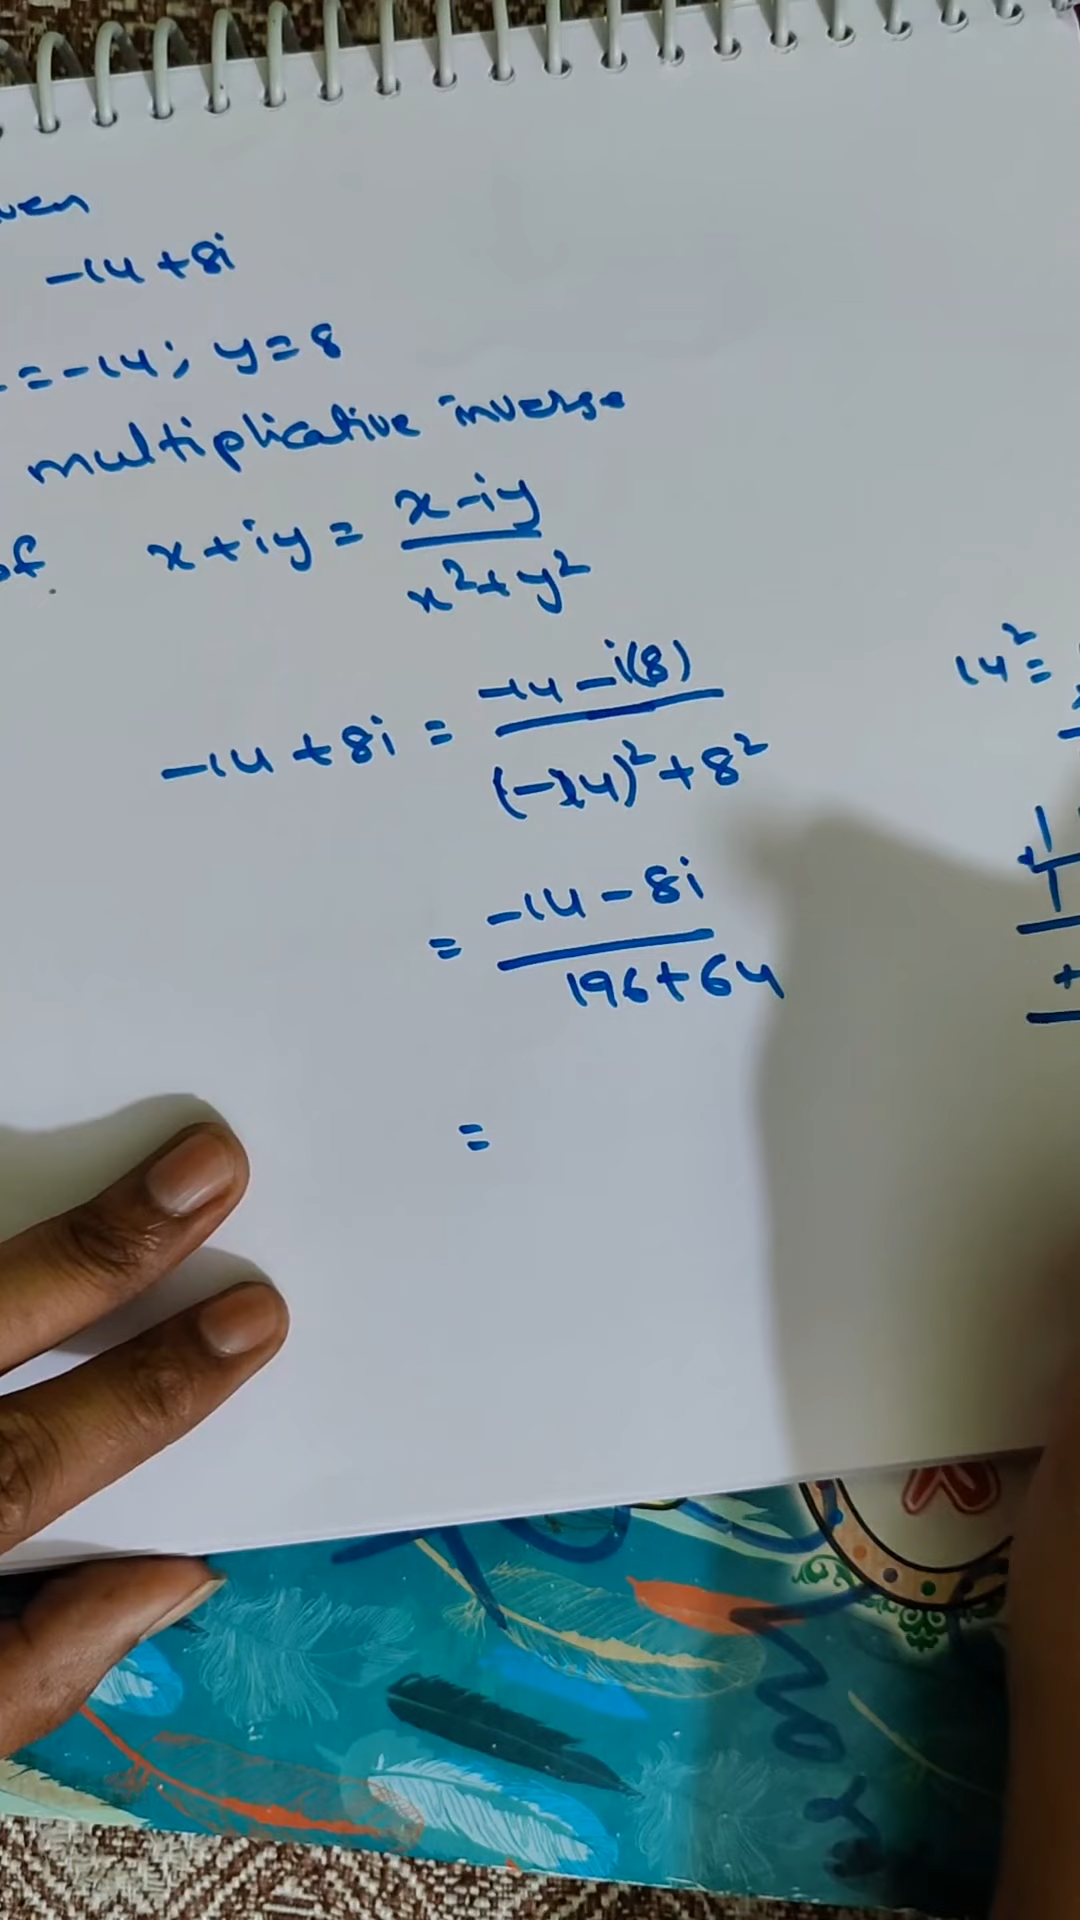 -14 +8i
=-14; y=8
multiplicative inverse
of x+iy = x-iy
x²+y²
-14 - i(8)
14² =
-14 + 8i =
(-14)² + 8²
-14 - 8i
=
196+64
+
=